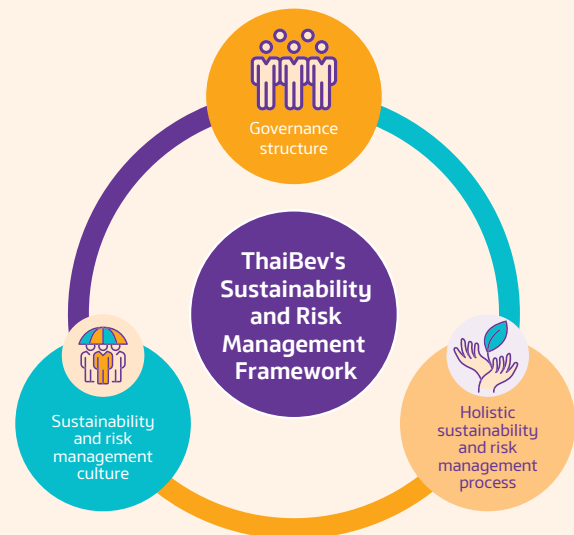 Governance
structure
ThaiBev's
Sustainability
and Risk
Management
Framework
Sustainability
and risk
management
culture
Holistic
sustainability
and risk
management
process